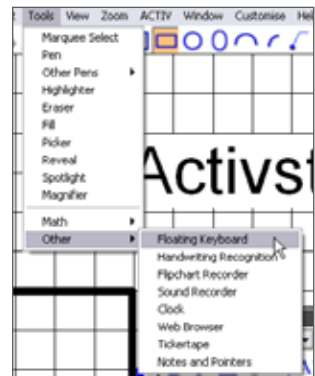 Tools View Zoom ACTIV Window Customise
Marquee Select
Pen
Other Pens
Highlighter
Eraser
Fill
Picker
Reveal
Spotlight
Magnifier
Math
Other
Activst
Floating Keyboard
Handwriting Recognition
Flipchart Recorder
Sound Recorder
Clock
Web Browser
Tickertape
Notes and Pointers